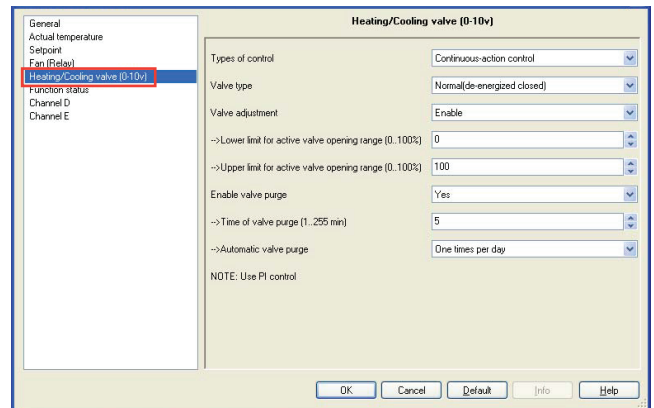 General
Actual temperature
Setpoint
Fan (Relay)
Heating/Cooling valve (0-10v)
Function status
Channel D
Channel E
Heating/Cooling valve (0-10v)
Types of control Continuous-action control
Valve type Normal(de-energized closed)
Valve adjustment Enable
-->Lower limit for active valve opening range (0..100%) 0
-->Upper limit for active valve opening range (0..100%) 100
Enable valve purge Yes
-->Time of valve purge (1..255 min) 5
-->Automatic valve purge One times per day
NOTE: Use PI control
OK Cancel Default Info Help